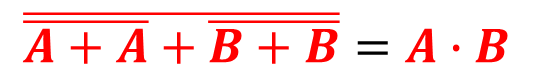 A + A + B + B = A · B